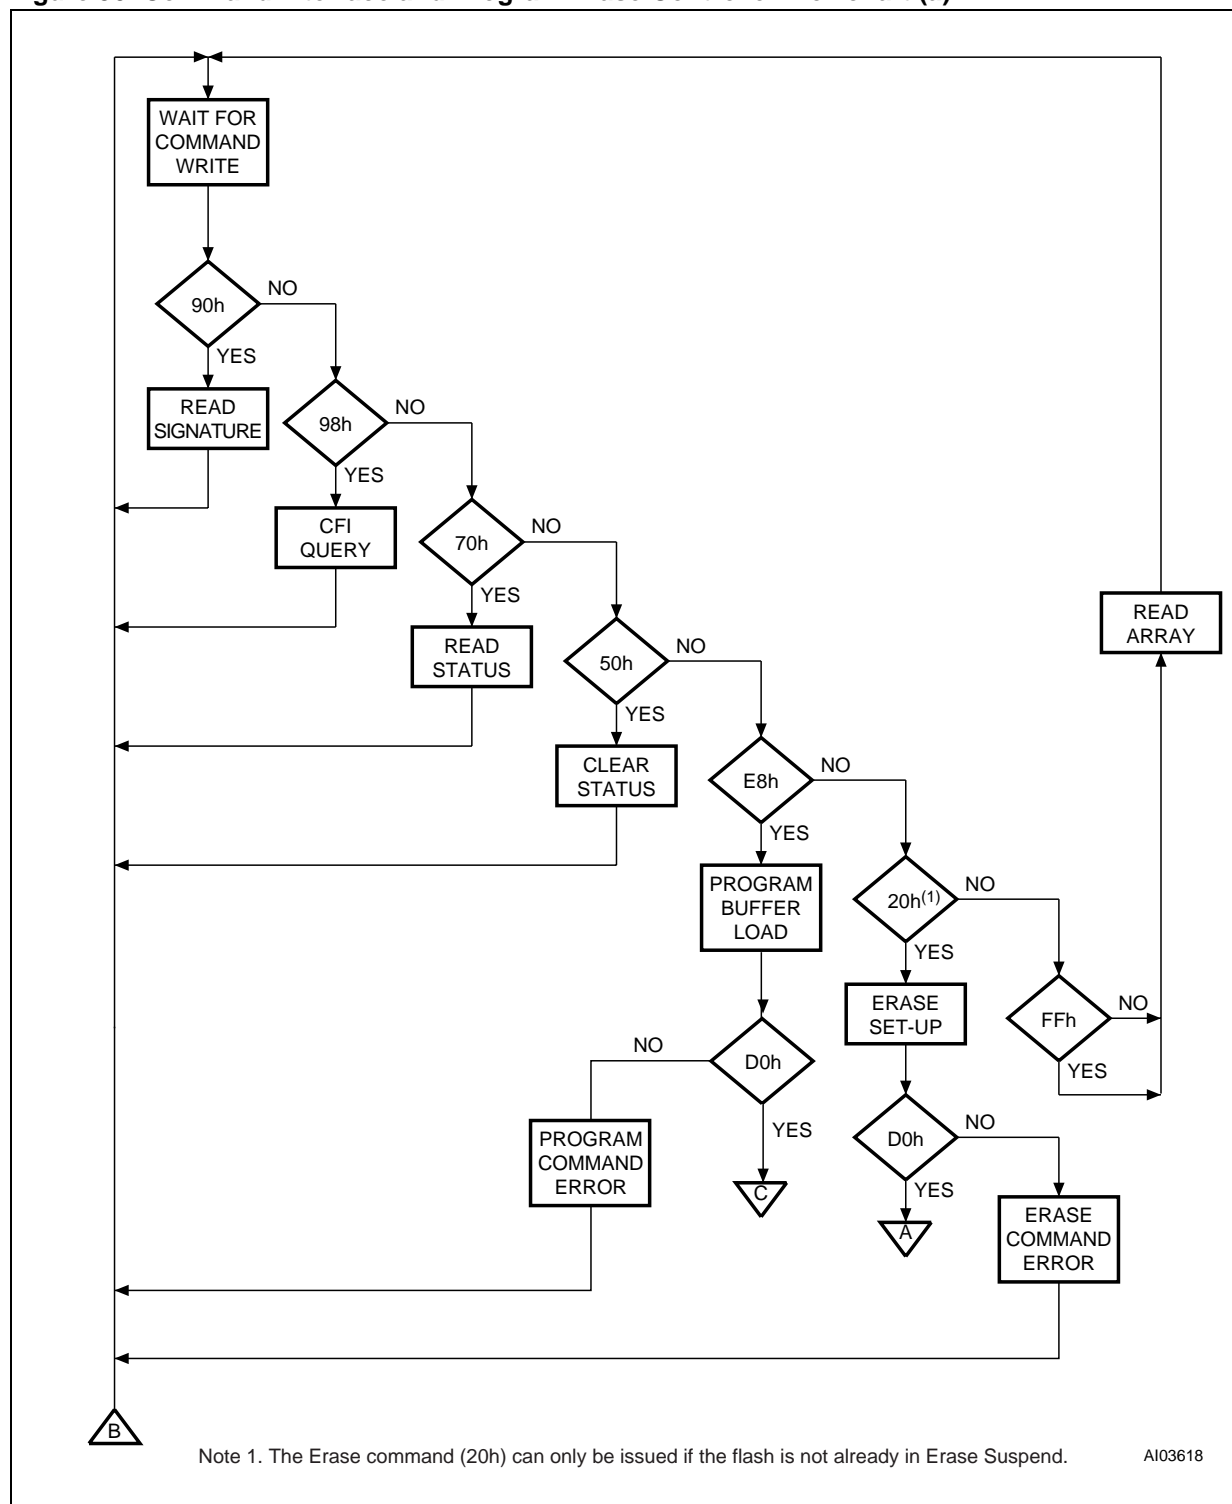 WAIT FOR
COMMAND
WRITE
90h
NO
YES
READ
SIGNATURE
98h
NO
YES
CFI
QUERY
70h
NO
YES
READ
STATUS
50h
NO
YES
CLEAR
STATUS
READ
ARRAY
E8h
NO
YES
PROGRAM
BUFFER
LOAD
20h(1)
NO
YES
ERASE
SET-UP
FFh
NO
YES
D0h
NO
YES
PROGRAM
COMMAND
ERROR
C
D0h
NO
YES
A
ERASE
COMMAND
ERROR
B
Note 1. The Erase command (20h) can only be issued if the flash is not already in Erase Suspend.
AI03618